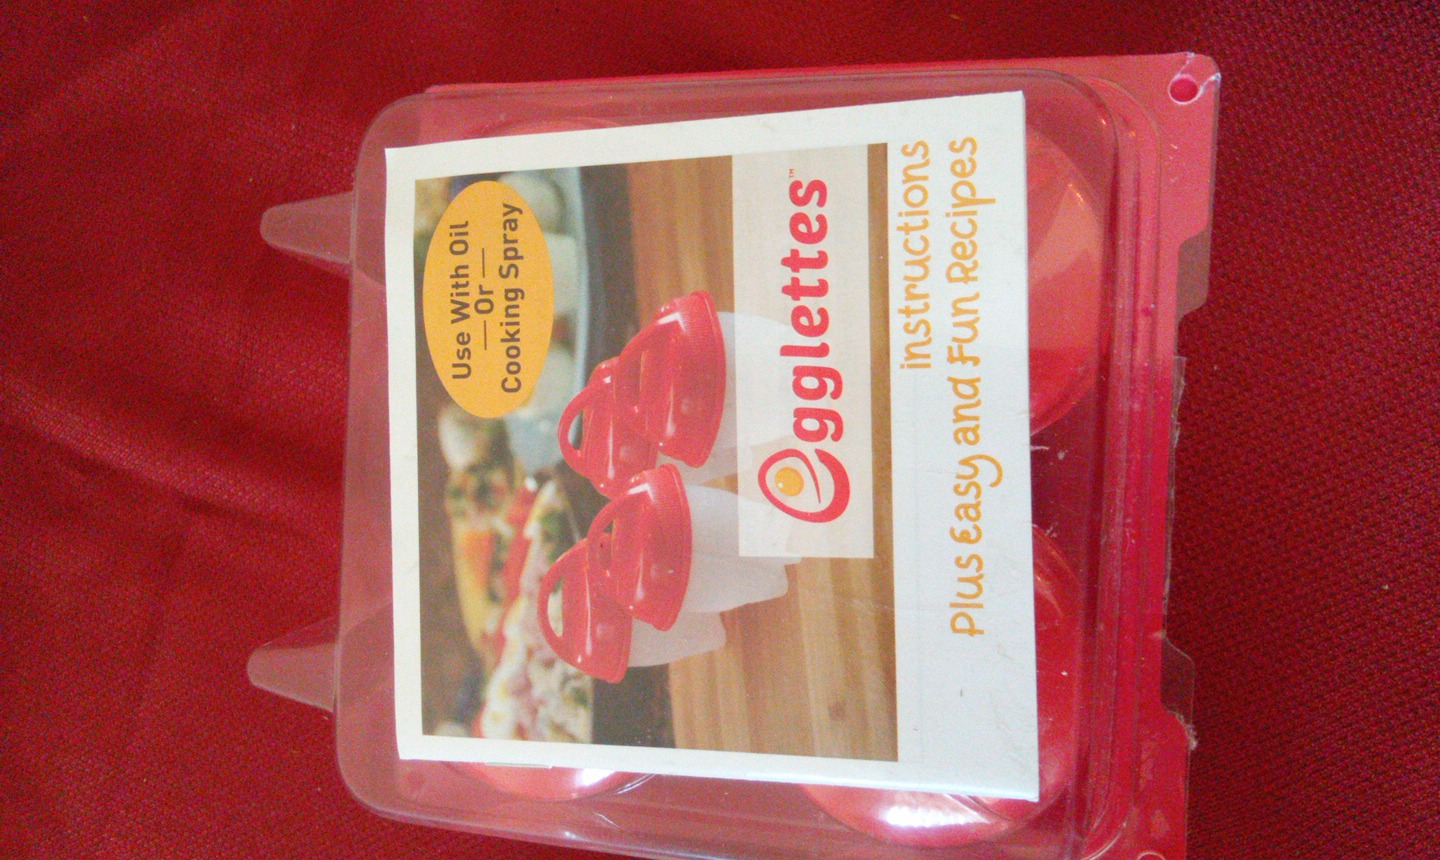 Use With Oil
Or
Cooking Spray
egglettes™
instructions
Plus Easy and Fun Recipes